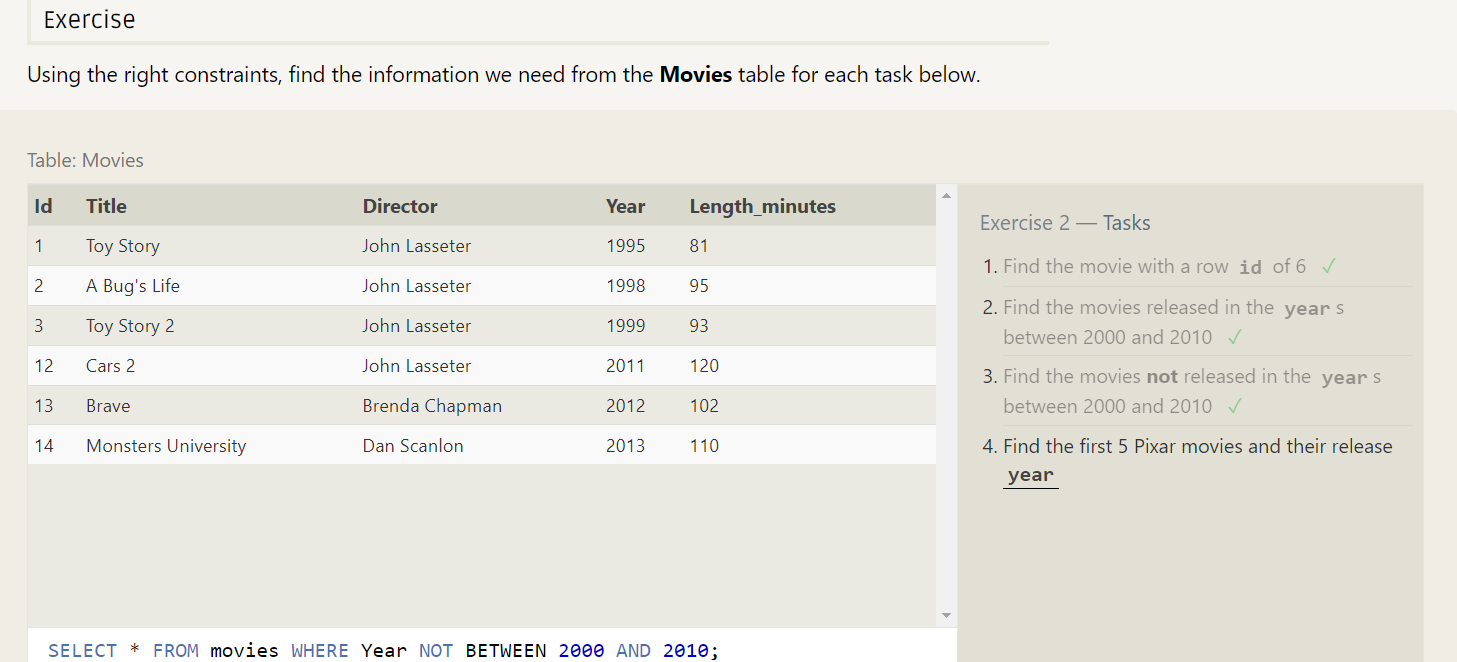 Exercise
Using the right constraints, find the information we need from the Movies table for each task below.
Table: Movies
Id Title Director Year Length_minutes
1 Toy Story John Lasseter 1995 81
2 A Bug's Life John Lasseter 1998 95
3 Toy Story 2 John Lasseter 1999 93
12 Cars 2 John Lasseter 2011 120
13 Brave Brenda Chapman 2012 102
14 Monsters University Dan Scanlon 2013 110
SELECT * FROM movies WHERE Year NOT BETWEEN 2000 AND 2010;
Exercise 2 — Tasks
1. Find the movie with a row id of 6 ✓
2. Find the movies released in the year s
between 2000 and 2010 ✓
3. Find the movies not released in the year s
between 2000 and 2010 ✓
4. Find the first 5 Pixar movies and their release
year